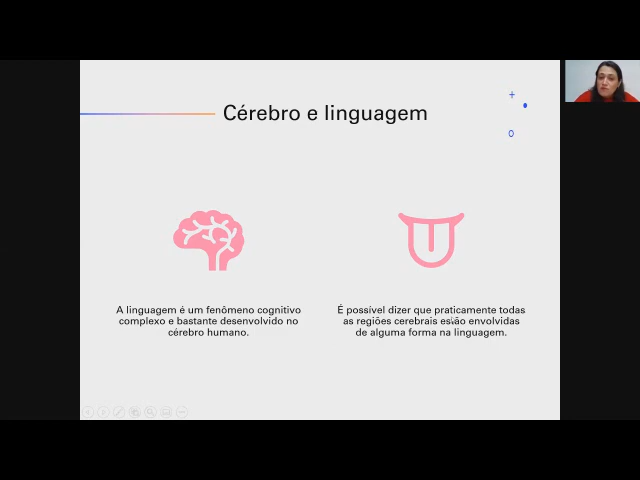 Cérebro e linguagem
A linguagem é um fenômeno cognitivo
complexo e bastante desenvolvido no
cérebro humano.
É possível dizer que praticamente todas
as regiões cerebrais estão envolvidas
de alguma forma na linguagem.